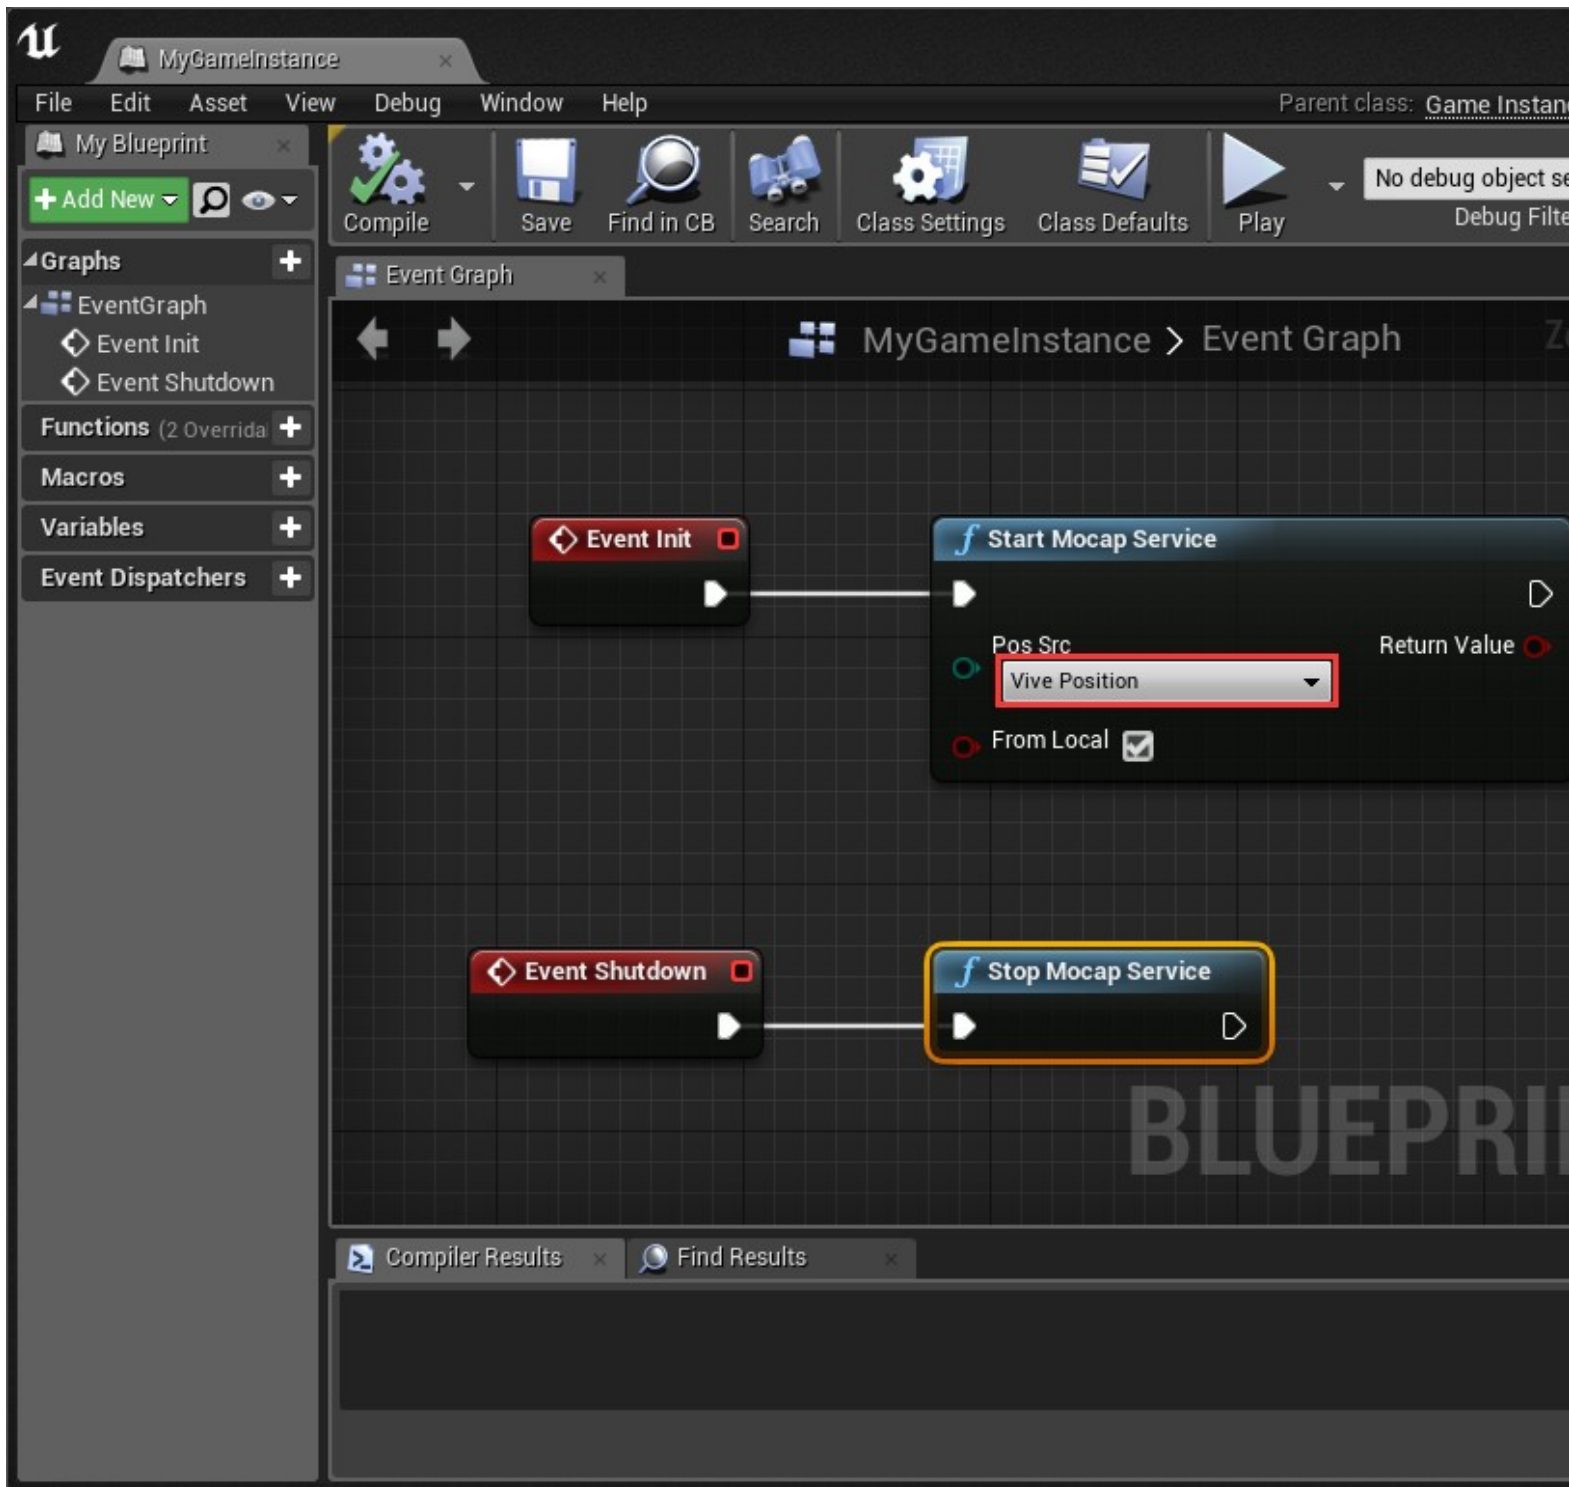 MyGameInstance
File Edit Asset View Debug Window Help
Parent class: Game Instanc
My Blueprint
Add New
Compile Save Find in CB Search Class Settings Class Defaults Play
No debug object se
Debug Filte
Graphs
EventGraph
Event Init
Event Shutdown
Functions (2 Overrida
Macros
Variables
Event Dispatchers
Event Graph
MyGameInstance > Event Graph
Zo
Event Init
Start Mocap Service
Pos Src
Return Value
Vive Position
From Local
Event Shutdown
Stop Mocap Service
BLUEPRI
Compiler Results
Find Results